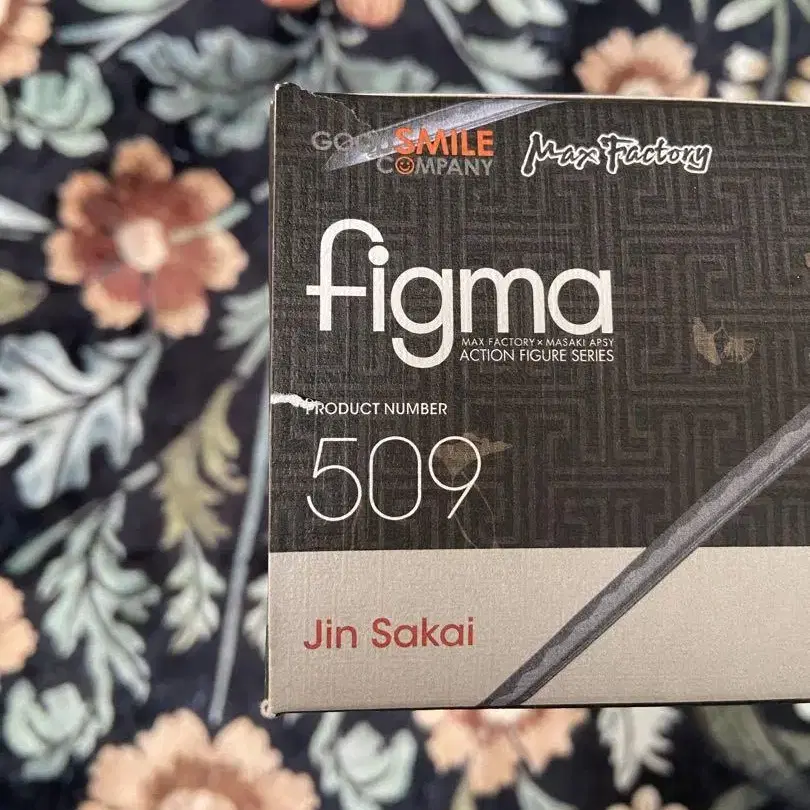 GOOD SMILE
COMPANY
Max Factory
figma
MAX FACTORY × MASAKI APSY
ACTION FIGURE SERIES
PRODUCT NUMBER
509
Jin Sakai